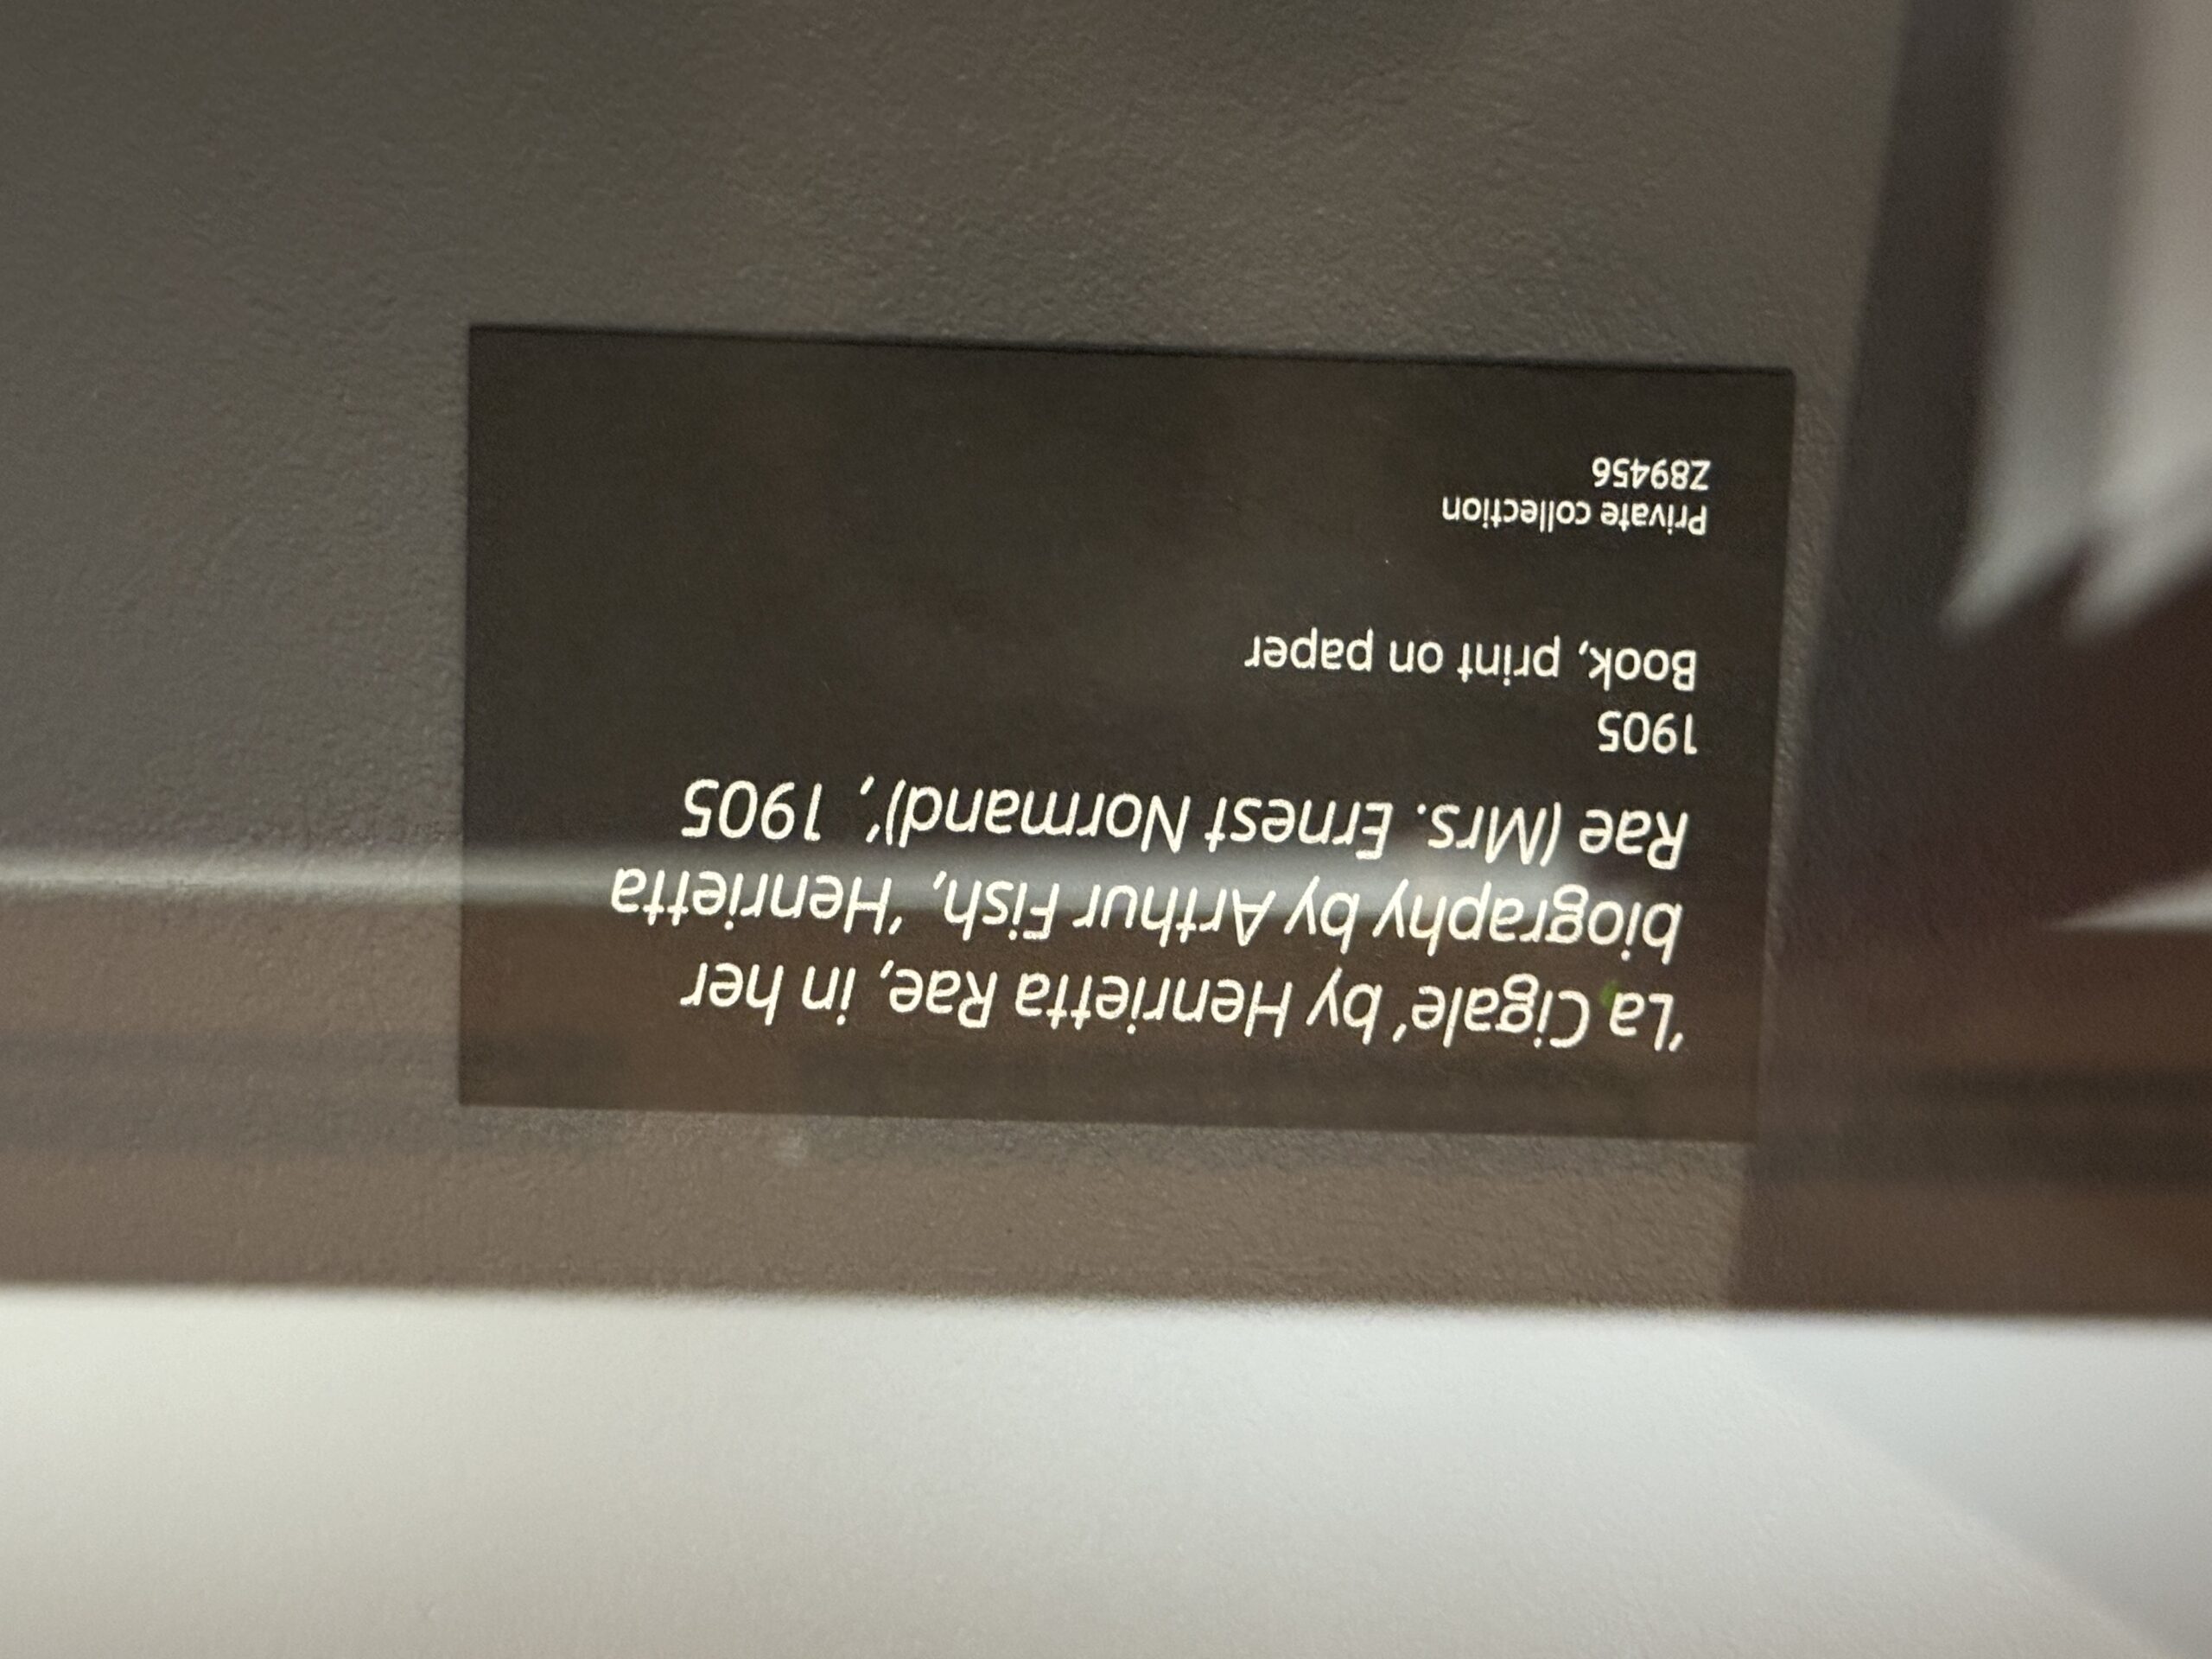 'La Cigale' by Henrietta Rae, in her
biography by Arthur Fish, 'Henrietta
Rae (Mrs. Ernest Normand)', 1905
1905
Book, print on paper
Private collection
Z89456